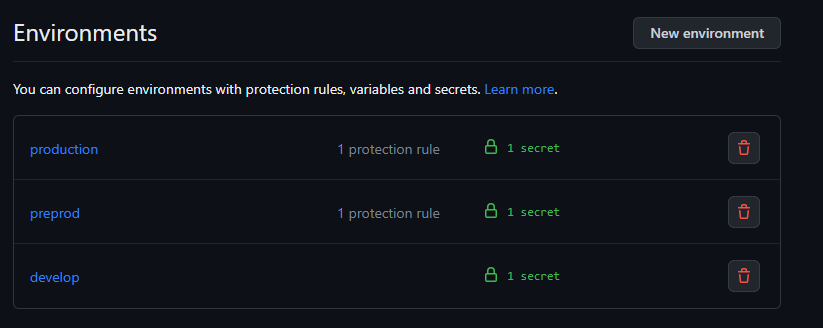 Environments
New environment
You can configure environments with protection rules, variables and secrets. Learn more.
production 1 protection rule 1 secret
preprod 1 protection rule 1 secret
develop 1 secret